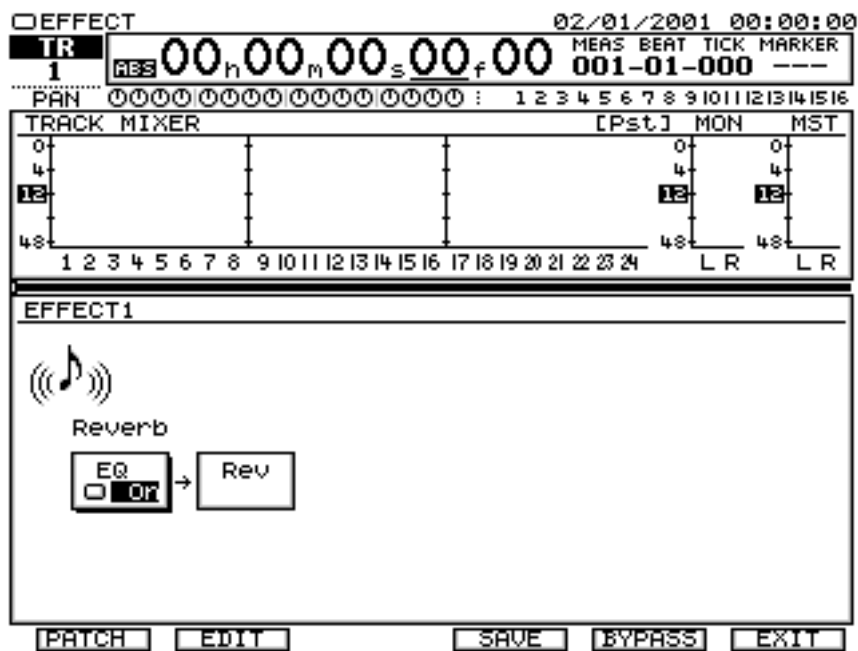 EFFECT 02/01/2001 00:00:00
TR 1
ABS 00h00m00s00f00
MEAS BEAT TICK MARKER
001-01-000 ---
PAN 1 2 3 4 5 6 7 8 9 10 11 12 13 14 15 16
TRACK MIXER [Pst] MON MST
0 0 0
4 4 4
12 12 12
48 48 48
1 2 3 4 5 6 7 8 9 10 11 12 13 14 15 16 17 18 19 20 21 22 23 24 L R L R
EFFECT1
Reverb
EQ → Rev
On
PATCH EDIT SAVE BYPASS EXIT